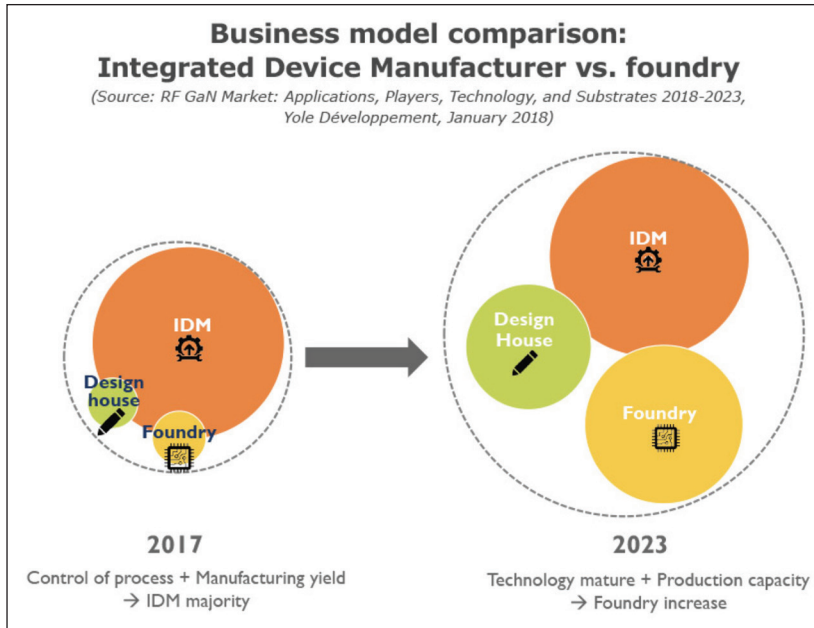 Business model comparison:
Integrated Device Manufacturer vs. foundry
(Source: RF GaN Market: Applications, Players, Technology, and Substrates 2018-2023,
Yole Développement, January 2018)
IDM
Design
house
Foundry
2017
Control of process + Manufacturing yield
→ IDM majority
IDM
Design
House
Foundry
2023
Technology mature + Production capacity
→ Foundry increase